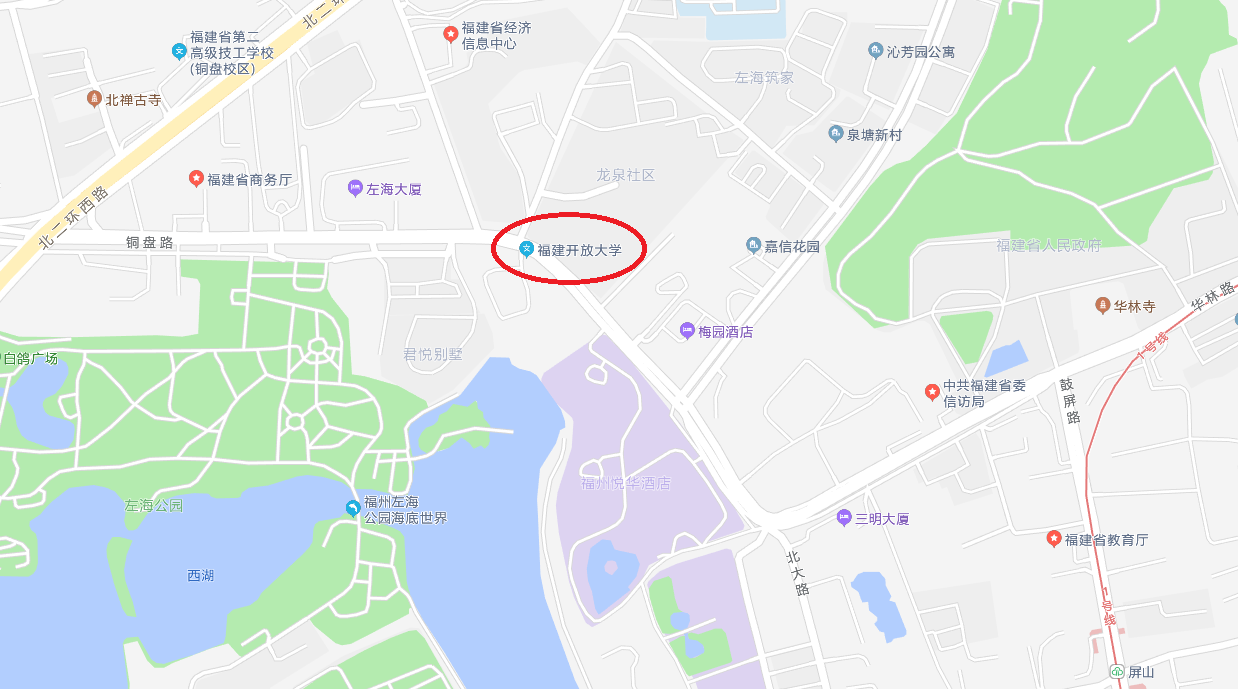 北二环
福建省第二
高级技工学校
(铜盘校区)
福建省经济
信息中心
沁芳园公寓
左海筑家
北禅古寺
泉塘新村
福建省商务厅
左海大厦
龙泉社区
北二环西路
铜盘路
福建开放大学
嘉信花园
福建省人民政府
华林寺
华林路
梅园酒店
1号线
白鸽广场
君悦别墅
中共福建省委
信访局
鼓屏路
福州悦华酒店
左海公园
福州左海
公园海底世界
三明大厦
福建省教育厅
西湖
北大路
1号线
屏山